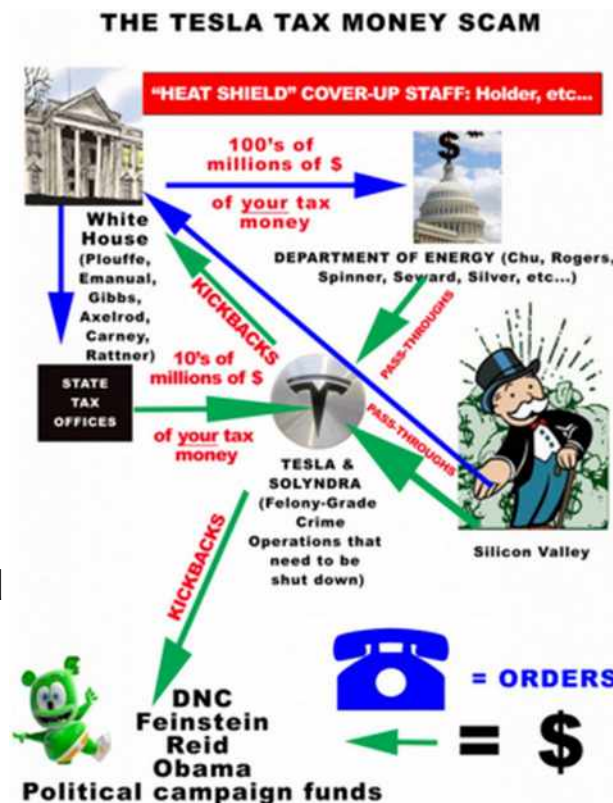 THE TESLA TAX MONEY SCAM
"HEAT SHIELD" COVER-UP STAFF: Holder, etc...
100's of
millions of $
of your tax
money
$
White
House
(Plouffe,
Emanual,
Gibbs,
Axelrod,
Carney,
Rattner)
DEPARTMENT OF ENERGY (Chu, Rogers,
Spinner, Seward, Silver, etc...)
KICKBACKS
PASS-THROUGHS
STATE
TAX
OFFICES
10's of
millions of $
of your tax
money
PASS-THROUGHS
TESLA &
SOLYNDRA
(Felony-Grade
Crime
Operations that
need to be
shut down)
Silicon Valley
KICKBACKS
= ORDERS
DNC
Feinstein
Reid
Obama
Political campaign funds
= $